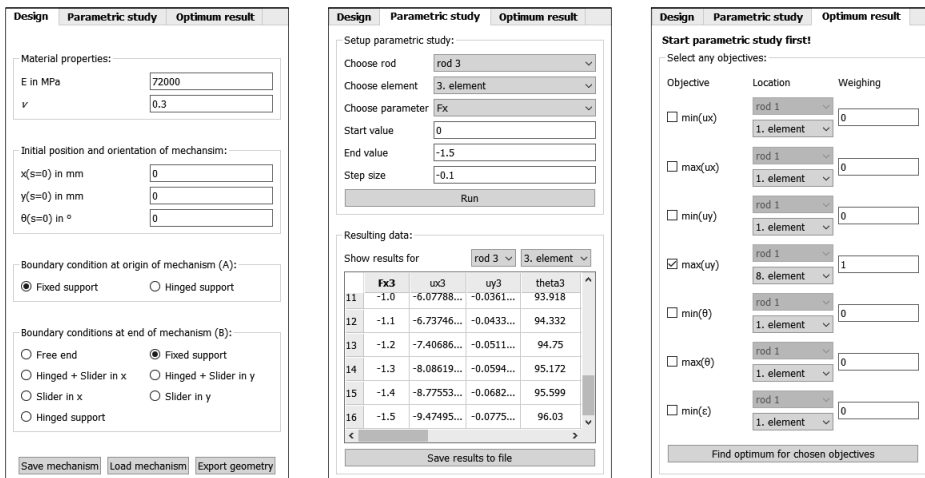 Design Parametric study Optimum result
Material properties:
E in MPa 72000
ν 0.3
Initial position and orientation of mechansim:
x(s=0) in mm 0
y(s=0) in mm 0
θ(s=0) in º 0
Boundary condition at origin of mechanism (A):
Fixed support Hinged support
Boundary conditions at end of mechanism (B):
Free end Fixed support
Hinged + Slider in x Hinged + Slider in y
Slider in x Slider in y
Hinged support
Save mechanism Load mechanism Export geometry
Design Parametric study Optimum result
Setup parametric study:
Choose rod rod 3
Choose element 3. element
Choose parameter Fx
Start value 0
End value -1.5
Step size -0.1
Run
Resulting data:
Show results for rod 3 3. element
Fx3 ux3 uy3 theta3
11 -1.0 -6.07788... -0.0361... 93.918
12 -1.1 -6.73746... -0.0433... 94.332
13 -1.2 -7.40686... -0.0511... 94.75
14 -1.3 -8.08619... -0.0594... 95.172
15 -1.4 -8.77553... -0.0682... 95.599
16 -1.5 -9.47495... -0.0775... 96.03
Save results to file
Design Parametric study Optimum result
Start parametric study first!
Select any objectives:
Objective Location Weighing
min(ux) rod 1 0
1. element
max(ux) rod 1 0
1. element
min(uy) rod 1 0
1. element
max(uy) rod 1 1
8. element
min(θ) rod 1 0
1. element
max(θ) rod 1 0
1. element
min(ε) rod 1 0
1. element
Find optimum for chosen objectives